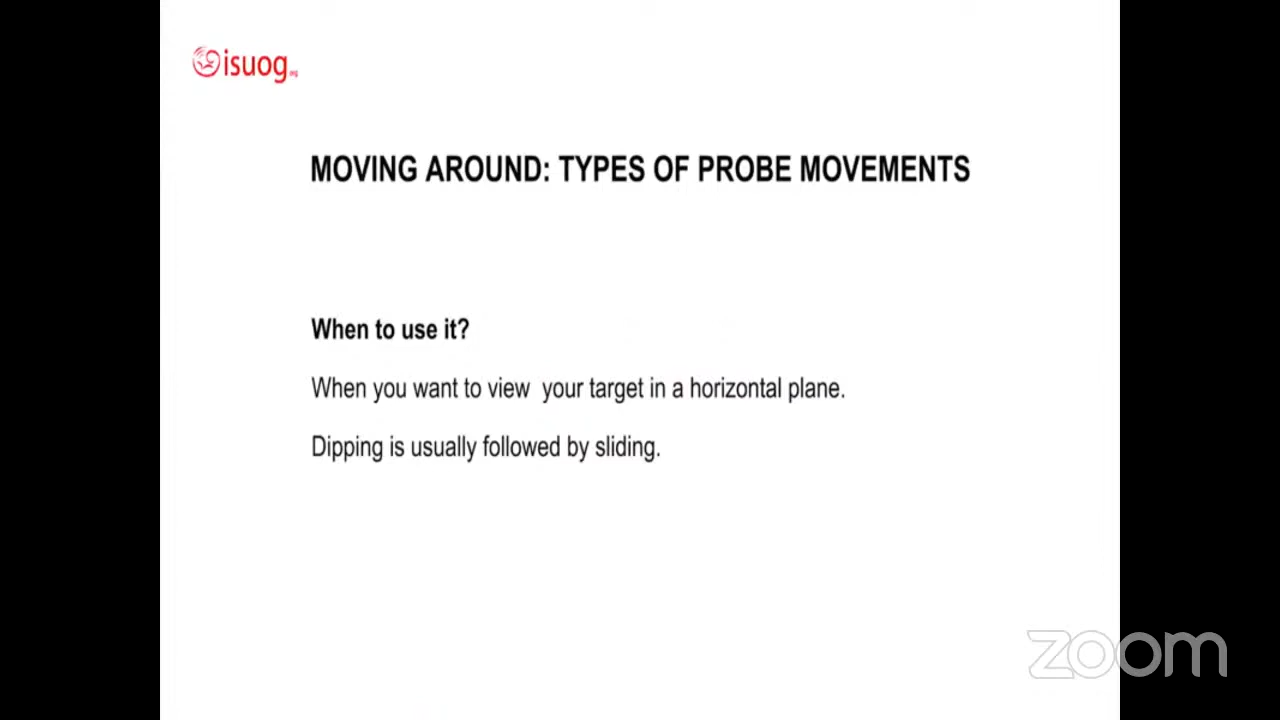 isuog.org
MOVING AROUND: TYPES OF PROBE MOVEMENTS
When to use it?
When you want to view your target in a horizontal plane.
Dipping is usually followed by sliding.
zoom